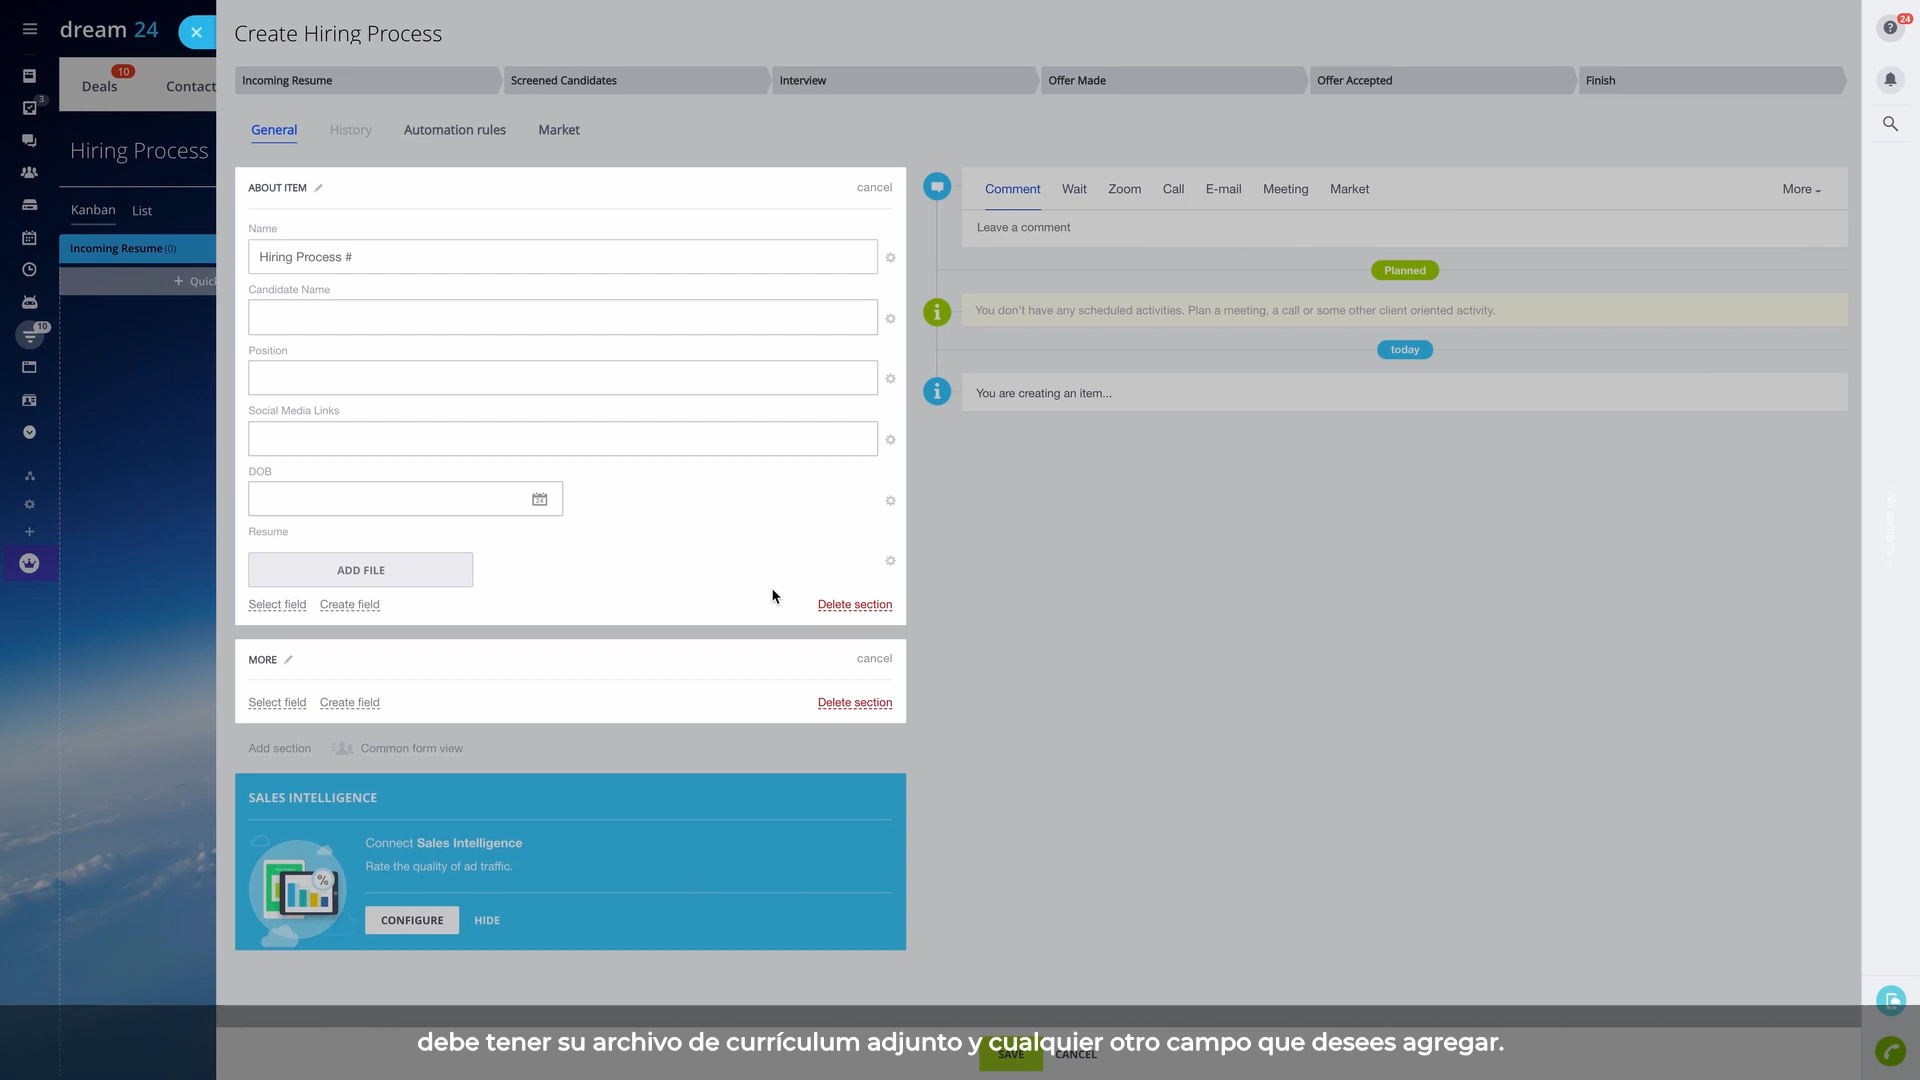 dream 24
Create Hiring Process
24
Incoming Resume
Screened Candidates
Interview
Offer Made
Offer Accepted
Finish
Deals
10
Contact
3
General
History
Automation rules
Market
Hiring Process
Kanban
List
Incoming Resume (0)
+ Quic
10
ABOUT ITEM
cancel
Name
Hiring Process #
Candidate Name
Position
Social Media Links
DOB
24
Resume
ADD FILE
Select field
Create field
Delete section
MORE
cancel
Select field
Create field
Delete section
Add section
Common form view
SALES INTELLIGENCE
Connect Sales Intelligence
Rate the quality of ad traffic.
%
CONFIGURE
HIDE
Comment
Wait
Zoom
Call
E-mail
Meeting
Market
More
Leave a comment
Planned
You don't have any scheduled activities. Plan a meeting, a call or some other client oriented activity.
today
You are creating an item...
debe tener su archivo de currículum adjunto y cualquier otro campo que desees agregar.
SAVE
CANCEL